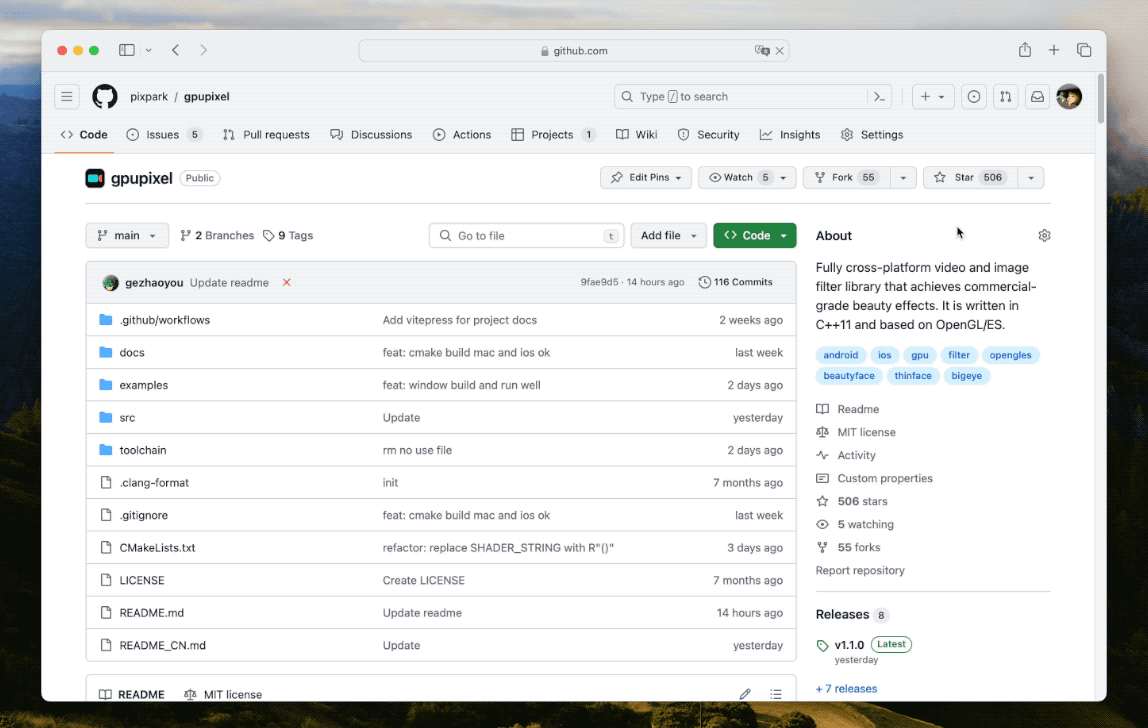 github.com
pixpark / gpupixel
Type / to search
Code Issues 5 Pull requests Discussions Actions Projects 1 Wiki Security Insights Settings
gpupixel Public
Edit Pins Watch 5 Fork 55 Star 506
main 2 Branches 9 Tags Go to file t Add file Code
gezhaoyou Update readme 9fae9d5 · 14 hours ago 116 Commits
.github/workflows Add vitepress for project docs 2 weeks ago
docs feat: cmake build mac and ios ok last week
examples feat: window build and run well 2 days ago
src Update yesterday
toolchain rm no use file 2 days ago
.clang-format init 7 months ago
.gitignore feat: cmake build mac and ios ok last week
CMakeLists.txt refactor: replace SHADER_STRING with R"()" 3 days ago
LICENSE Create LICENSE 7 months ago
README.md Update readme 14 hours ago
README_CN.md Update yesterday
README MIT license
About
Fully cross-platform video and image
filter library that achieves commercial-
grade beauty effects. It is written in
C++11 and based on OpenGL/ES.
android ios gpu filter opengles
beautyface thinface bigeye
Readme
MIT license
Activity
Custom properties
506 stars
5 watching
55 forks
Report repository
Releases 8
v1.1.0 Latest
yesterday
+ 7 releases